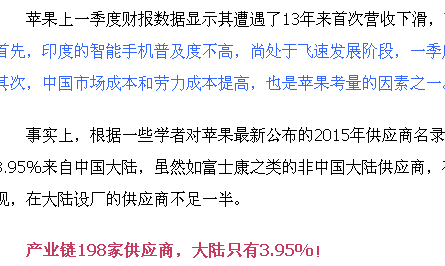 苹果上一季度财报数据显示其遭遇了13年来首次营收下滑，
首先，印度的智能手机普及度不高，尚处于飞速发展阶段，一季度
其次，中国市场成本和劳力成本提高，也是苹果考量的因素之一。
事实上，根据一些学者对苹果最新公布的2015年供应商名录
3.95%来自中国大陆，虽然如富士康之类的非中国大陆供应商，
现，在大陆设厂的供应商不足一半。
产业链198家供应商，大陆只有3.95%！